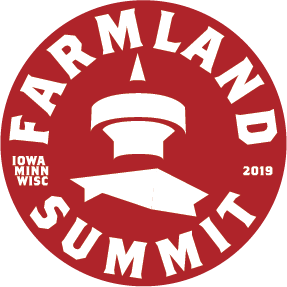 FARMLAND
IOWA
MINN
WISC
2019
SUMMIT